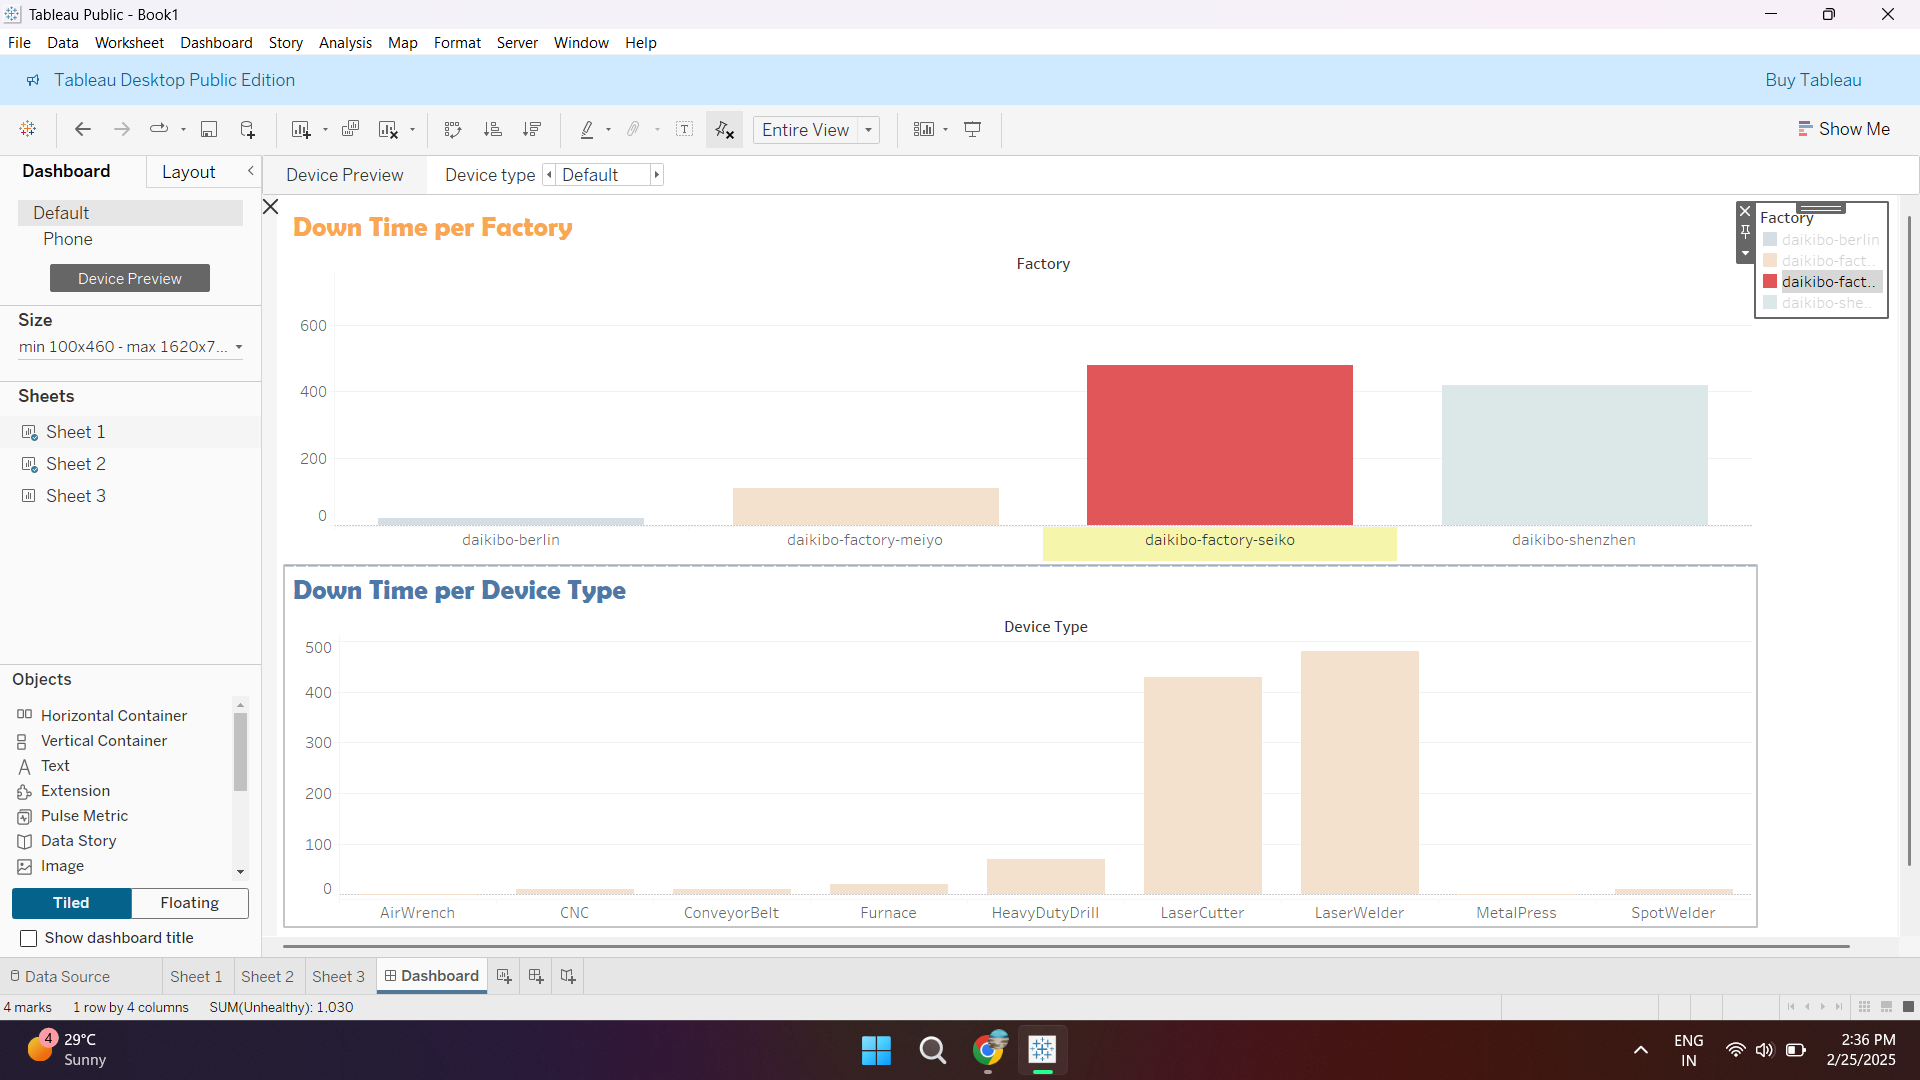 Tableau Public - Book1
File Data Worksheet Dashboard Story Analysis Map Format Server Window Help
Tableau Desktop Public Edition Buy Tableau
T Entire View Show Me
Dashboard Layout Device Preview Device type Default
Default
Phone
Device Preview
Size
min 100x460 - max 1620x7...
Sheets
Sheet 1
Sheet 2
Sheet 3
Objects
Horizontal Container
Vertical Container
Text
Extension
Pulse Metric
Data Story
Image
Tiled Floating
Show dashboard title
Down Time per Factory
Factory
600
400
200
0
daikibo-berlin daikibo-factory-meiyo daikibo-factory-seiko daikibo-shenzhen
Factory
daikibo-berlin
daikibo-fact..
daikibo-fact..
daikibo-she..
Down Time per Device Type
Device Type
500
400
300
200
100
0
AirWrench CNC ConveyorBelt Furnace HeavyDutyDrill LaserCutter LaserWelder MetalPress SpotWelder
Data Source Sheet 1 Sheet 2 Sheet 3 Dashboard
4 marks 1 row by 4 columns SUM(Unhealthy): 1,030
4 29°C
Sunny
ENG
IN
2:36 PM
2/25/2025